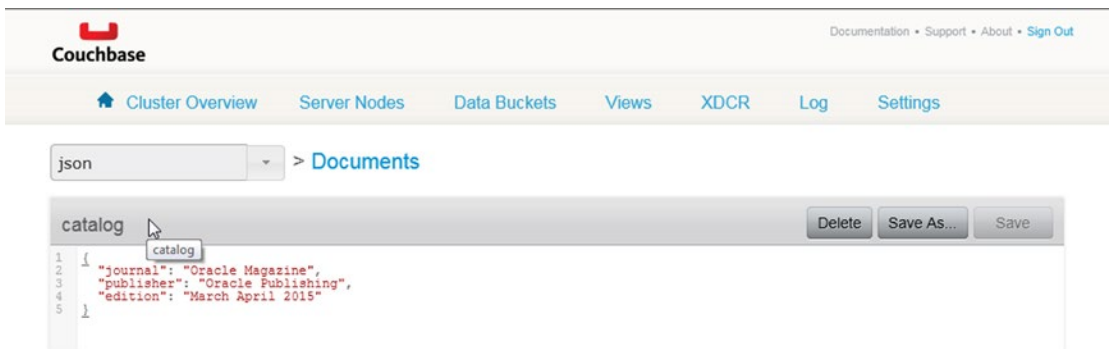 Couchbase
Documentation • Support • About • Sign Out
Cluster Overview Server Nodes Data Buckets Views XDCR Log Settings
json > Documents
catalog Delete Save As... Save
catalog
1 {
2 "journal": "Oracle Magazine",
3 "publisher": "Oracle Publishing",
4 "edition": "March April 2015"
5 }